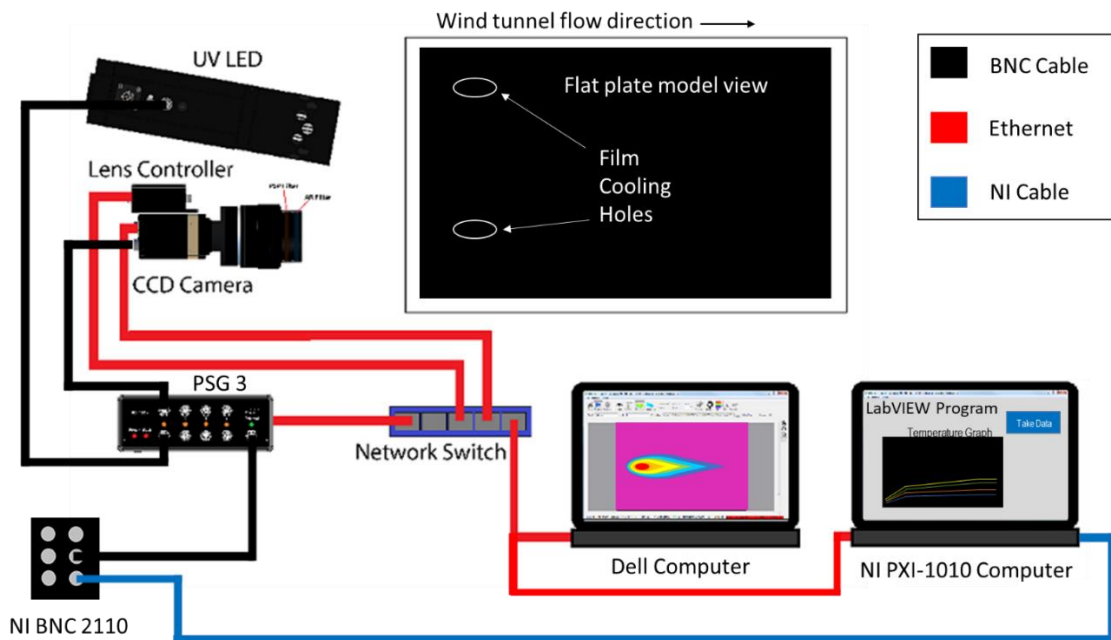 Wind tunnel flow direction
UV LED
Flat plate model view
Film
Cooling
Holes
BNC Cable
Ethernet
NI Cable
Lens Controller
CCD Camera
PSG 3
Network Switch
LabVIEW Program
Temperature Graph
Take Data
Dell Computer
NI PXI-1010 Computer
NI BNC 2110